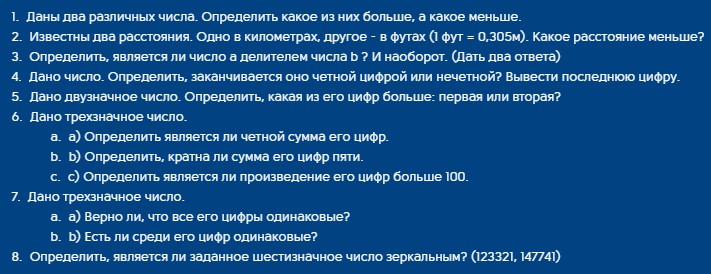 1. Даны два различных числа. Определить какое из них больше, а какое меньше.
2. Известны два расстояния. Одно в километрах, другое - в футах (1 фут = 0,305м). Какое расстояние меньше?
3. Определить, является ли число a делителем числа b ? И наоборот. (Дать два ответа)
4. Дано число. Определить, заканчивается оно четной цифрой или нечетной? Вывести последнюю цифру.
5. Дано двузначное число. Определить, какая из его цифр больше: первая или вторая?
6. Дано трехзначное число.
a. a) Определить является ли четной сумма его цифр.
b. b) Определить, кратна ли сумма его цифр пяти.
c. c) Определить является ли произведение его цифр больше 100.
7. Дано трехзначное число.
a. a) Верно ли, что все его цифры одинаковые?
b. b) Есть ли среди его цифр одинаковые?
8. Определить, является ли заданное шестизначное число зеркальным? (123321, 147741)